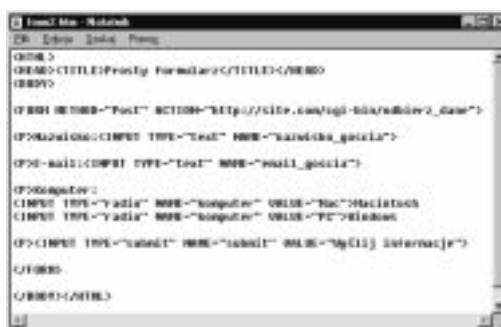 form2.htm - Notatnik
Plik Edycja Szukaj Pomoc
<HTML>
<HEAD><TITLE>Prosty Formularz</TITLE></HEAD>
<BODY>
<FORM METHOD="Post" ACTION="http://site.com/cgi-bin/odbierz_dane">
<P>Nazwisko:<INPUT TYPE="text" NAME="nazwisko_goscia">
<P>E-mail:<INPUT TYPE="text" NAME="email_goscia">
<P>Komputer:
<INPUT TYPE="radio" NAME="komputer" VALUE="Mac">Macintosh
<INPUT TYPE="radio" NAME="komputer" VALUE="PC">Windows
<P><INPUT TYPE="submit" NAME="submit" VALUE="Wyślij informacje">
</FORM>
</BODY></HTML>